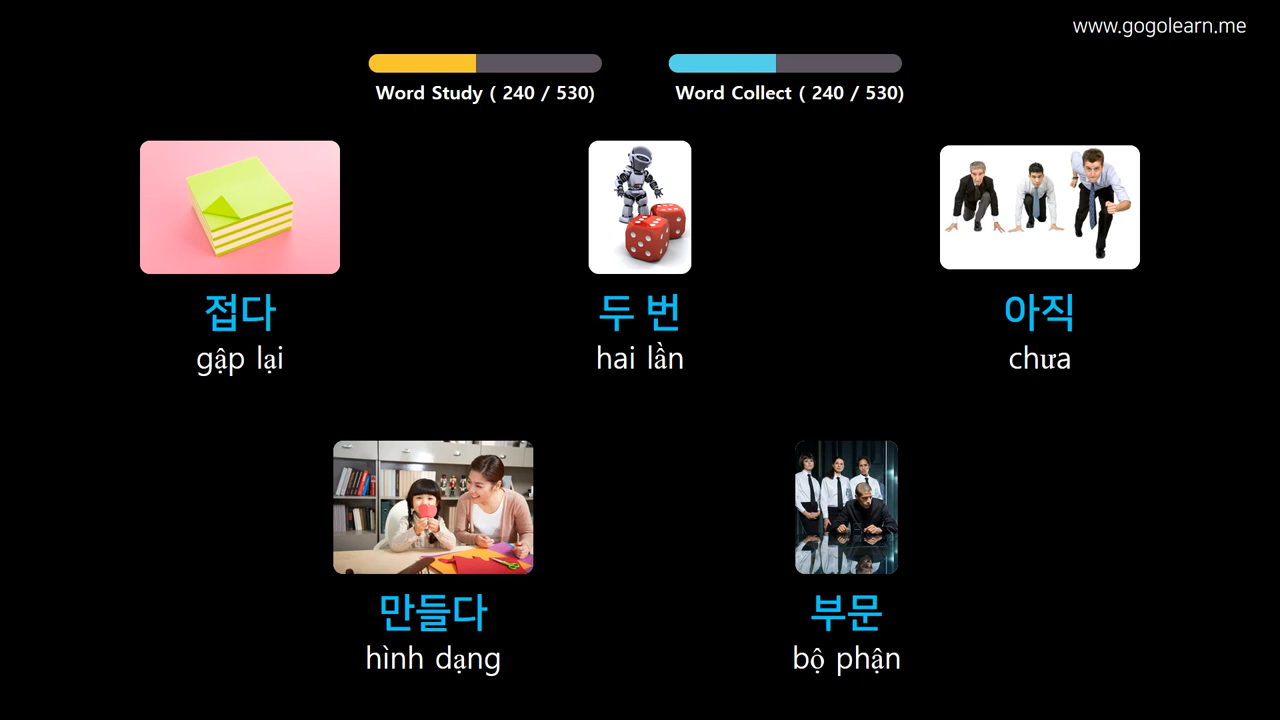 www.gogolearn.me
Word Study ( 240 / 530)
Word Collect ( 240 / 530)
접다
gập lại
두 번
hai lần
아직
chưa
만들다
hình dạng
부문
bộ phận